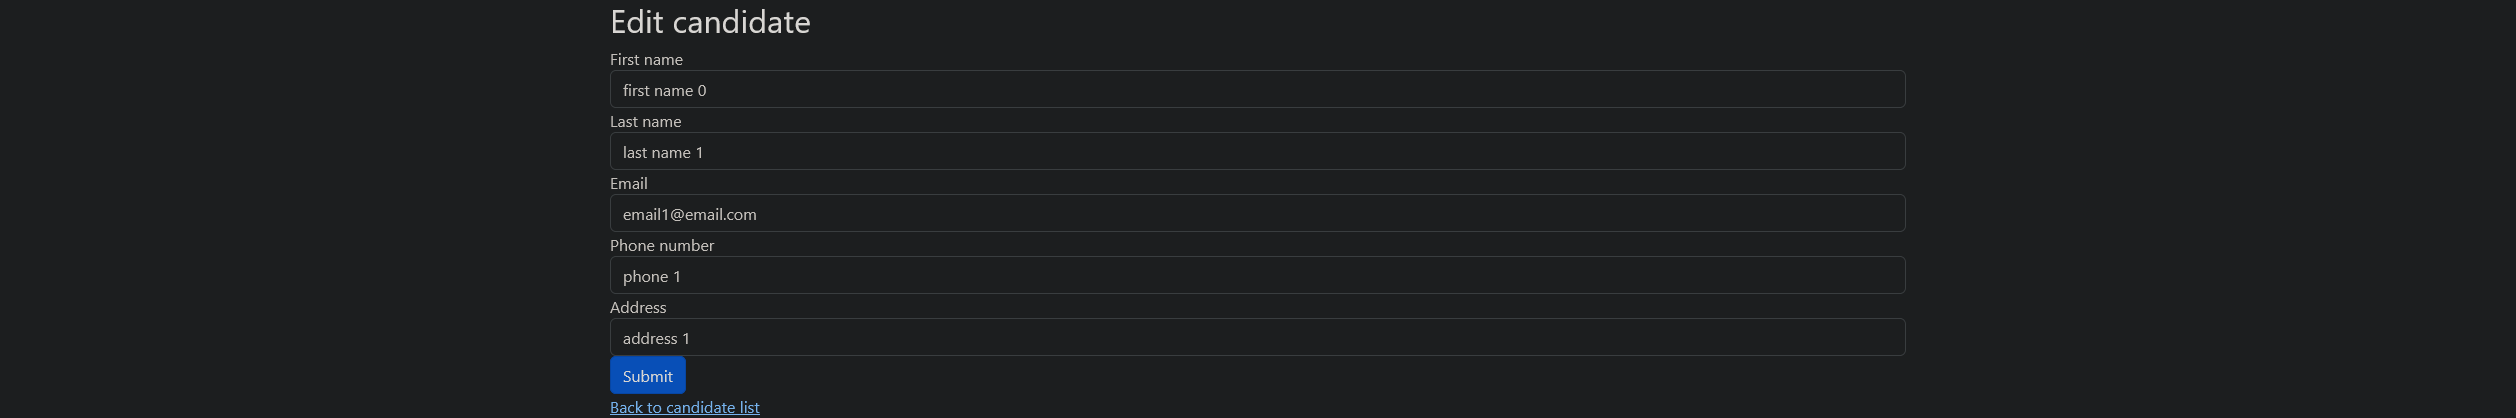 Edit candidate
First name
first name 0
Last name
last name 1
Email
email1@email.com
Phone number
phone 1
Address
address 1
Submit
Back to candidate list